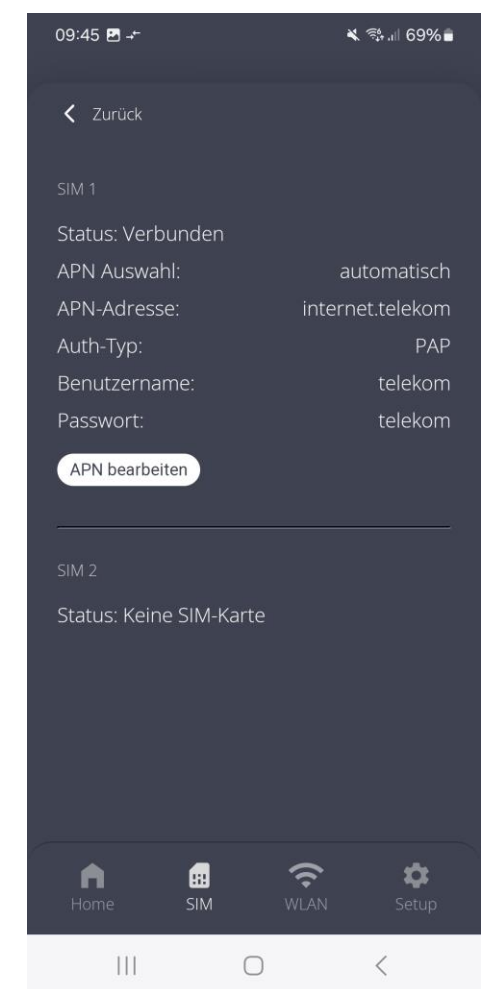 09:45 69%
Zurück
SIM 1
Status: Verbunden
APN Auswahl: automatisch
APN-Adresse: internet.telekom
Auth-Typ: PAP
Benutzername: telekom
Passwort: telekom
APN bearbeiten
SIM 2
Status: Keine SIM-Karte
Home SIM WLAN Setup